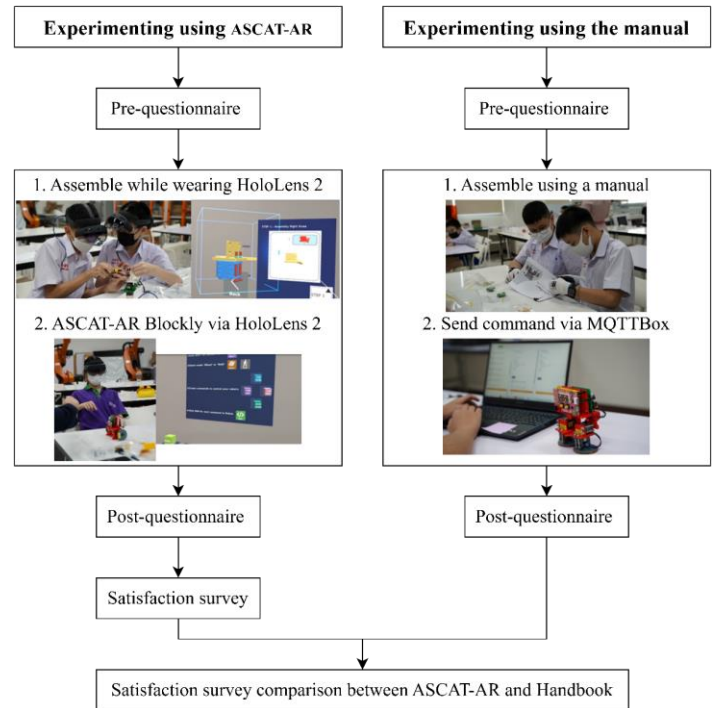 Experimenting using ASCAT-AR
Experimenting using the manual
Pre-questionnaire
Pre-questionnaire
1. Assemble while wearing HoloLens 2
2. ASCAT-AR Blockly via HoloLens 2
1. Assemble using a manual
2. Send command via MQTTBox
Post-questionnaire
Post-questionnaire
Satisfaction survey
Satisfaction survey comparison between ASCAT-AR and Handbook